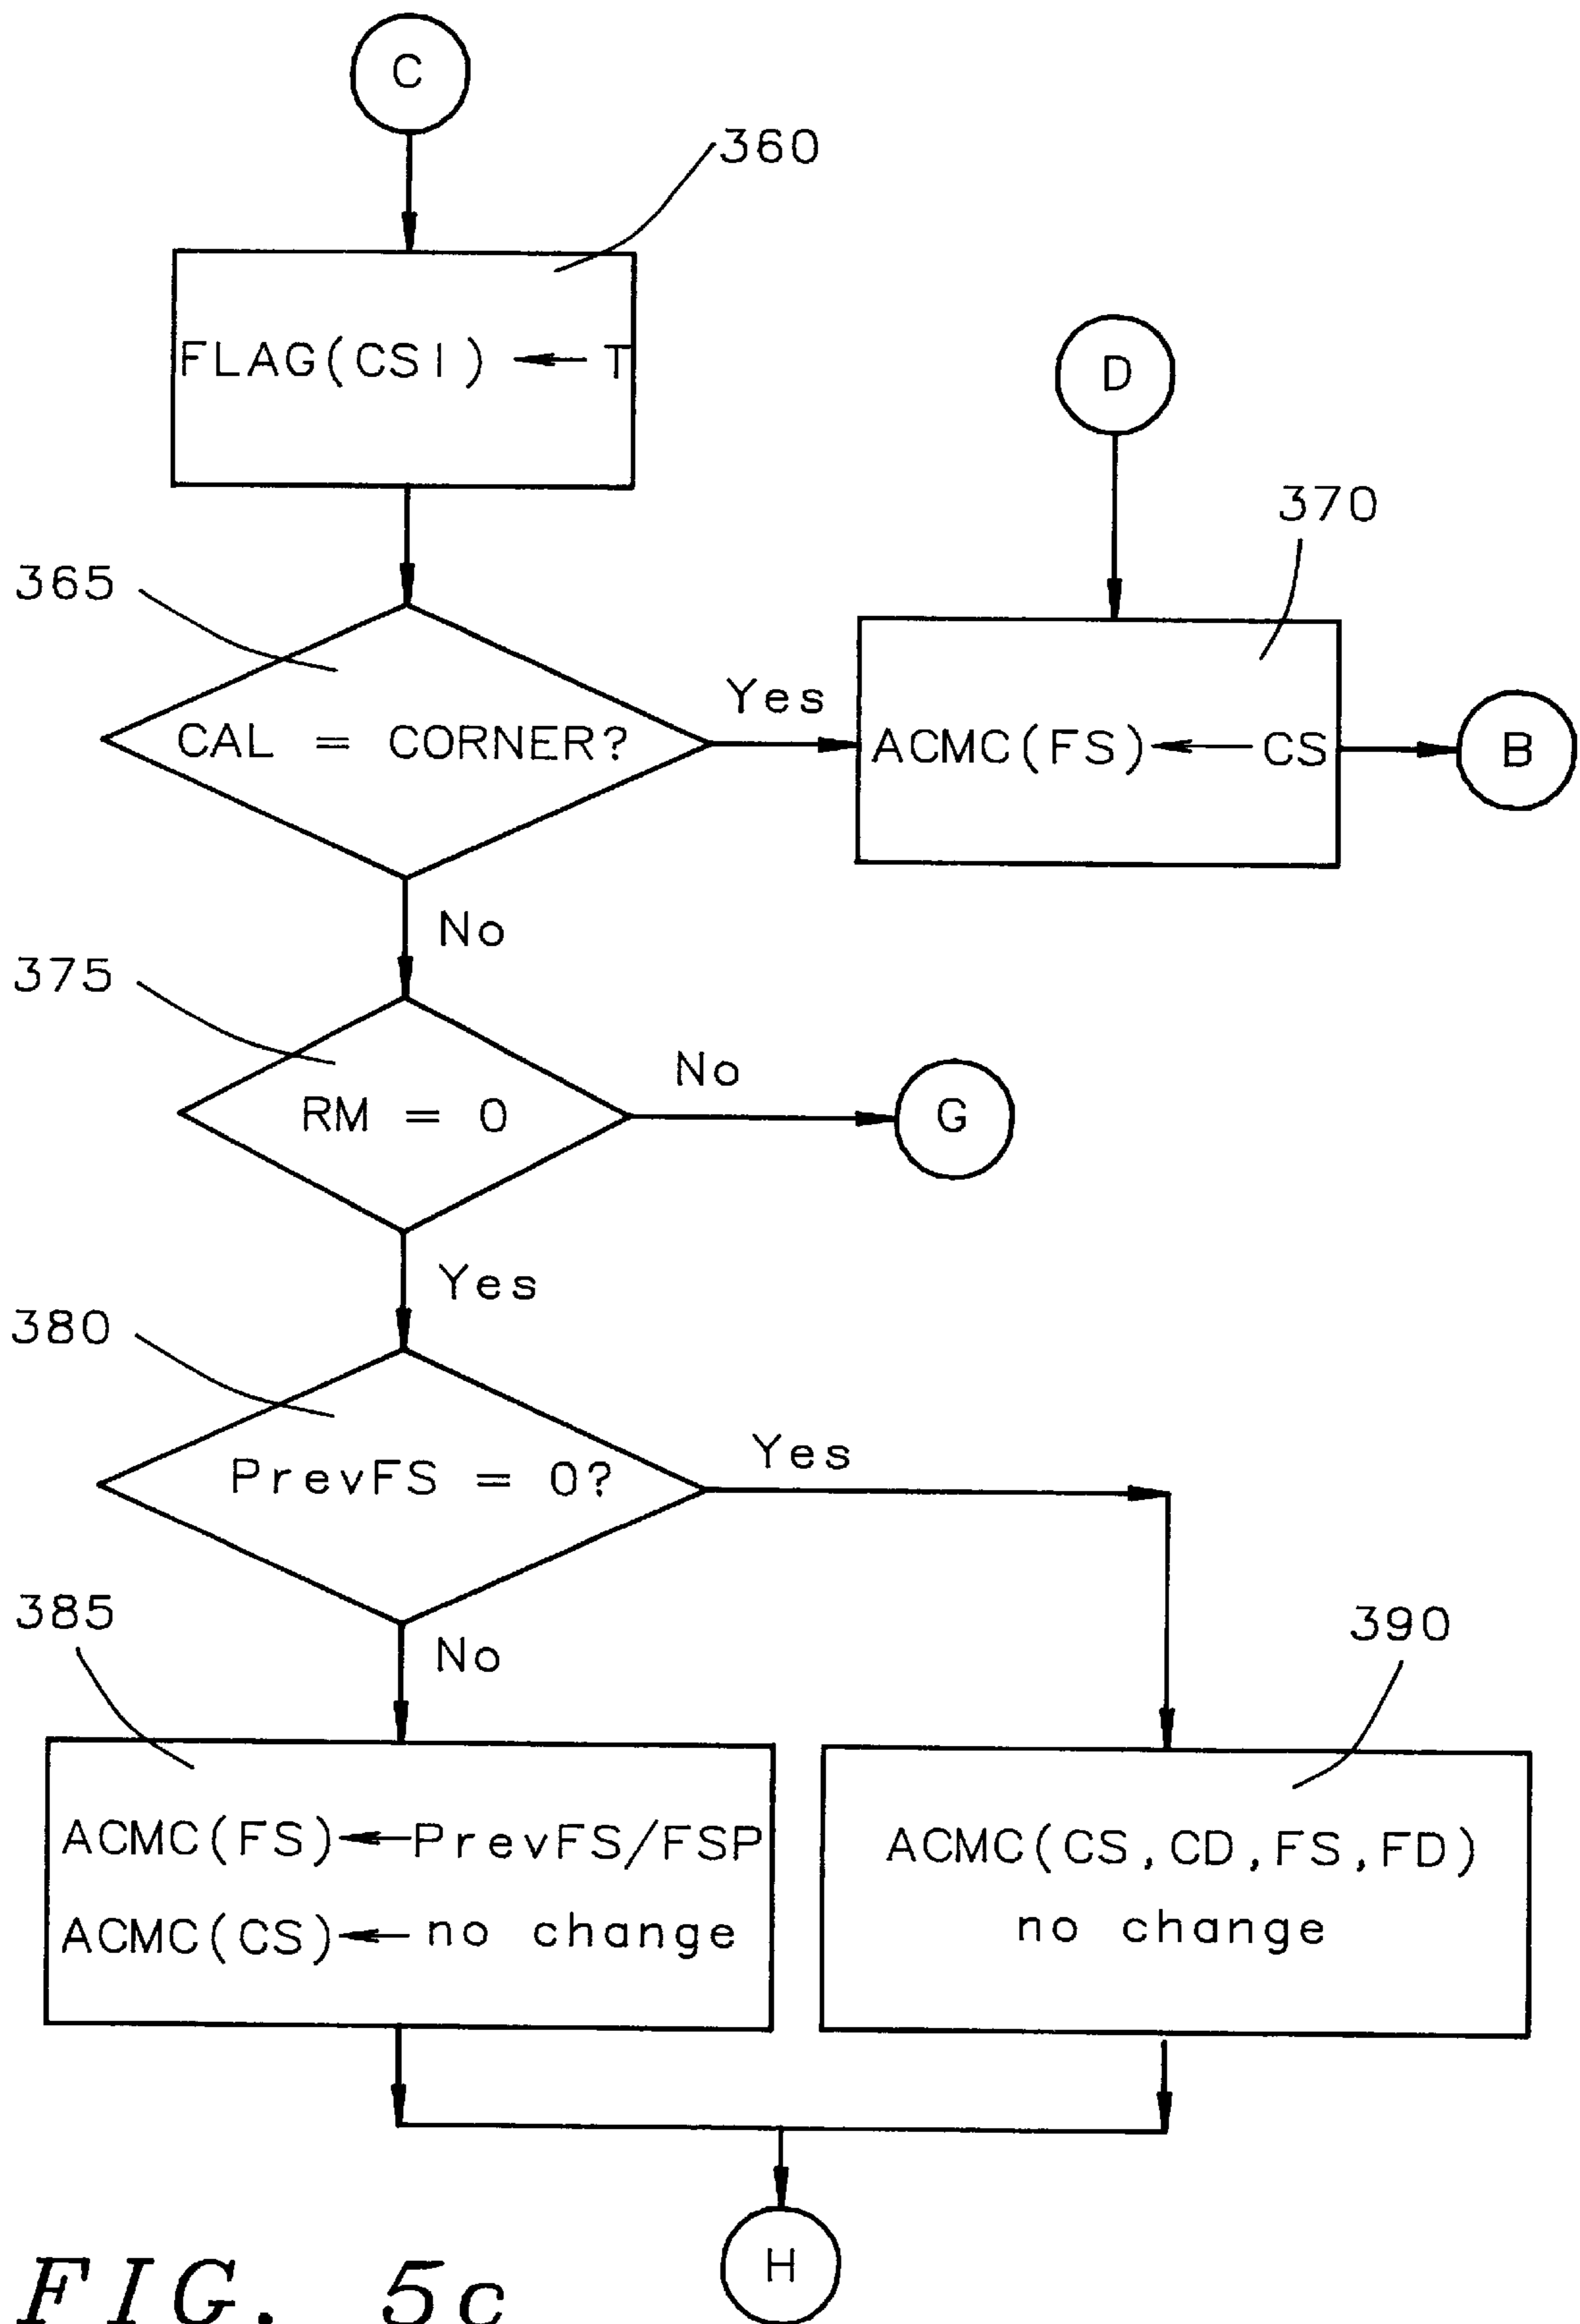 C
360
FLAG(CSI) ← T
D
370
365
Yes
CAL = CORNER?
ACMC(FS)←CS
B
No
375
No
RM = 0
G
Yes
380
Yes
PrevFS = 0?
385
390
No
ACMC(FS)←PrevFS/FSP
ACMC(CS)← no change
ACMC(CS,CD,FS,FD)
no change
H
FIG. 5c